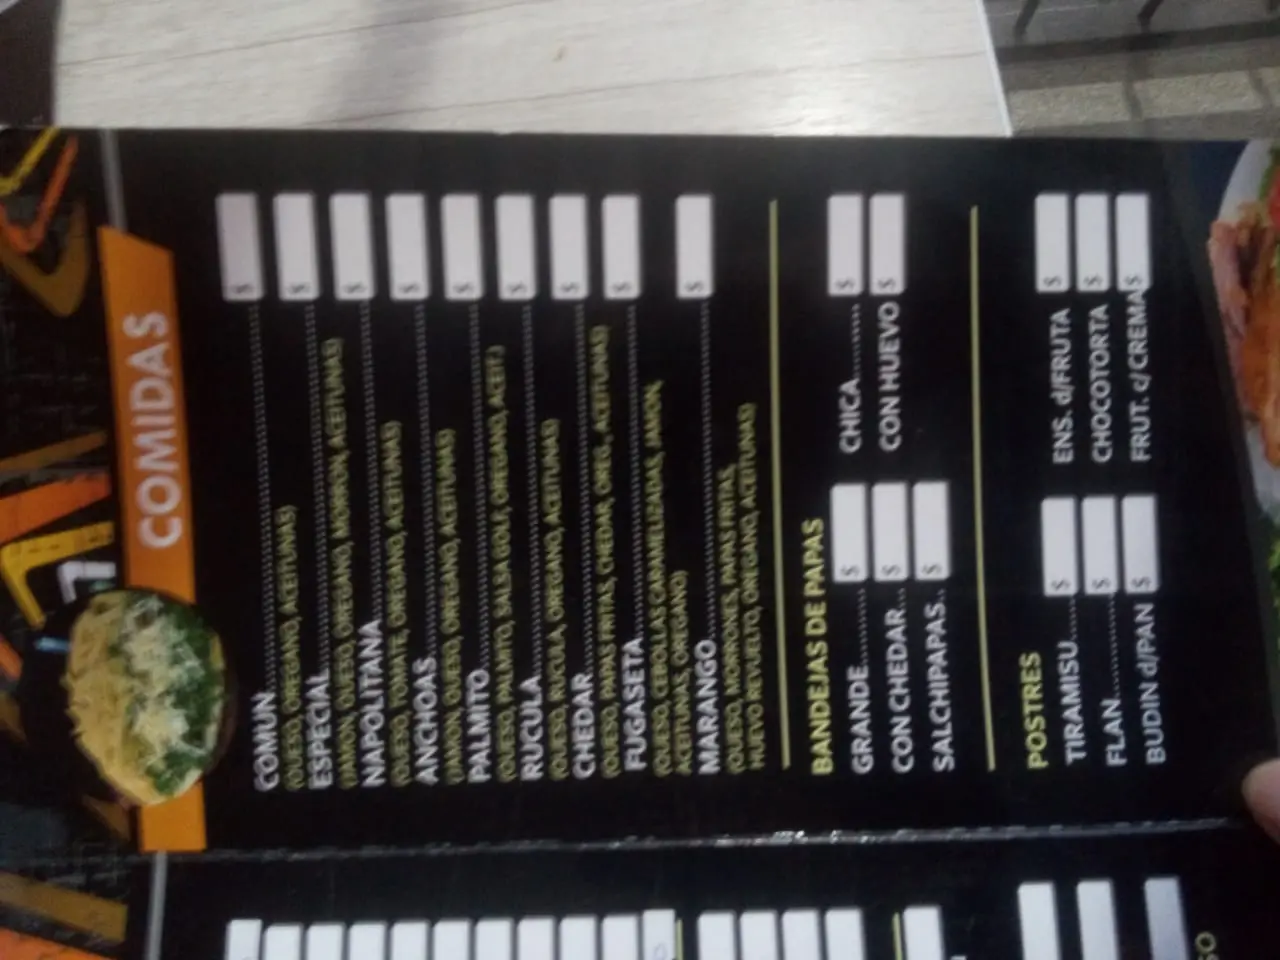 COMIDAS
COMUN $
(QUESO, OREGANO, ACEITUNAS)
ESPECIAL $
(JAMON, QUESO, OREGANO, MORRON, ACEITUNAS)
NAPOLITANA $
(QUESO, TOMATE, OREGANO, ACEITUNAS)
ANCHOAS $
(JAMON, QUESO, OREGANO, ACEITUNAS)
PALMITO $
(QUESO, PALMITO, SALSA GOLF, OREGANO, ACEIT.)
RUCULA $
(QUESO, RUCULA, OREGANO, ACEITUNAS)
CHEDAR $
(QUESO, PAPAS FRITAS, CHEDAR, OREG., ACEITUNAS)
FUGASETA $
(QUESO, CEBOLLAS CARAMELIZADAS, JAMON,
ACEITUNAS, OREGANO)
MARANGO $
(QUESO, MORRONES, PAPAS FRITAS,
HUEVO REVUELTO, OREGANO, ACEITUNAS)
BANDEJAS DE PAPAS
GRANDE $ CHICA $
CON CHEDAR $ CON HUEVO $
SALCHIPAPAS $
POSTRES
TIRAMISU $ ENS. d/FRUTA $
FLAN $ CHOCOTORTA $
BUDIN d/PAN $ FRUT. c/ CREMA $